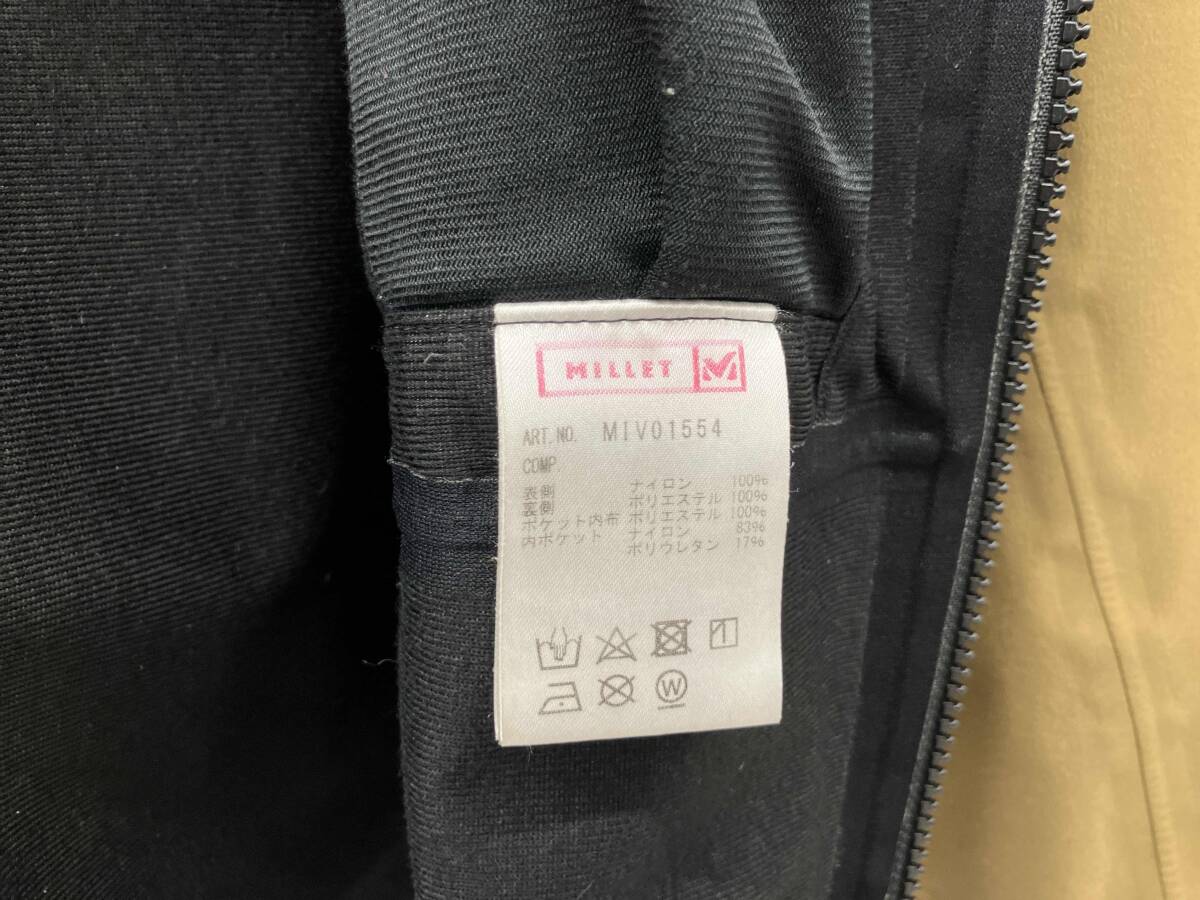 MILLET M
ART.NO. MIV01554
COMP.
表側 ナイロン 100%
裏側 ポリエステル 100%
ポケット内布 ポリエステル 100%
内ポケット ナイロン 83%
ポリウレタン 17%
W